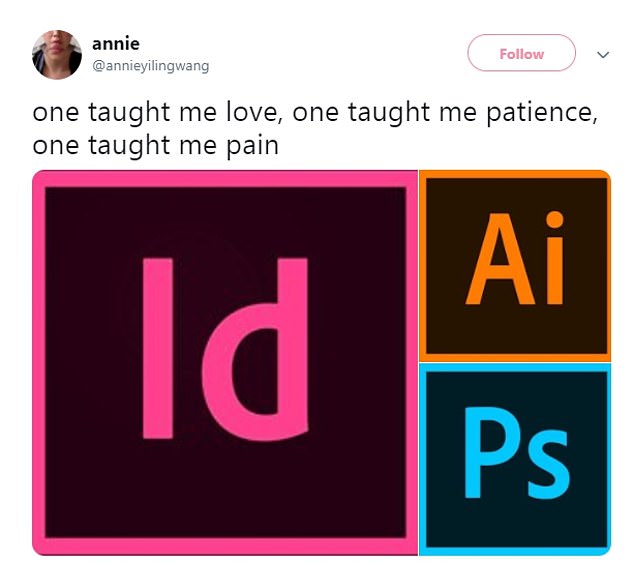 annie
@annieyilingwang
Follow
one taught me love, one taught me patience,
one taught me pain
Id
Ai
Ps